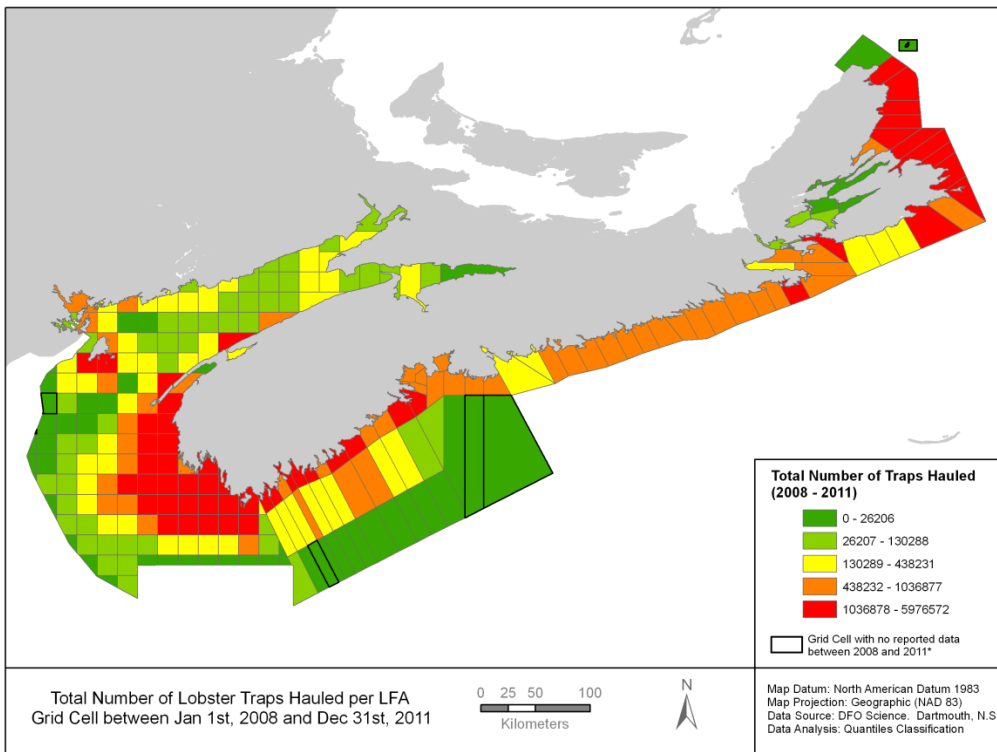 Total Number of Traps Hauled
(2008 - 2011)
0 - 26206
26207 - 130288
130289 - 438231
438232 - 1036877
1036878 - 5976572
Grid Cell with no reported data
between 2008 and 2011*
Total Number of Lobster Traps Hauled per LFA
Grid Cell between Jan 1st, 2008 and Dec 31st, 2011
0 25 50 100
Kilometers
N
Map Datum: North American Datum 1983
Map Projection: Geographic (NAD 83)
Data Source: DFO Science. Dartmouth, N.S
Data Analysis: Quantiles Classification